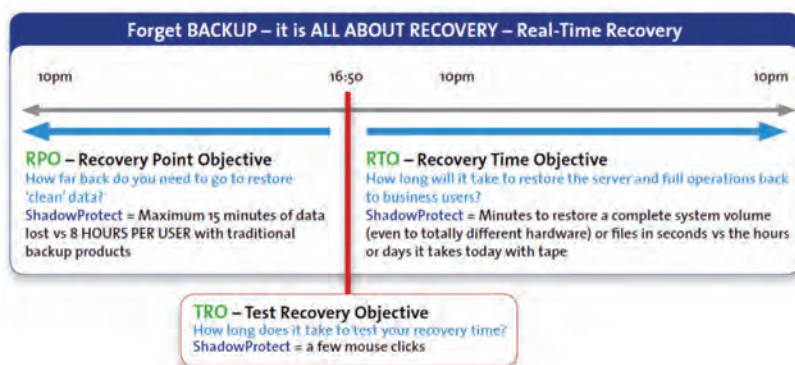 Forget BACKUP – it is ALL ABOUT RECOVERY – Real-Time Recovery
10pm 16:50 10pm 10pm
RPO – Recovery Point Objective
How far back do you need to go to restore
'clean' data?
ShadowProtect = Maximum 15 minutes of data
lost vs 8 HOURS PER USER with traditional
backup products
RTO – Recovery Time Objective
How long will it take to restore the server and full operations back
to business users?
ShadowProtect = Minutes to restore a complete system volume
(even to totally different hardware) or files in seconds vs the hours
or days it takes today with tape
TRO – Test Recovery Objective
How long does it take to test your recovery time?
ShadowProtect = a few mouse clicks